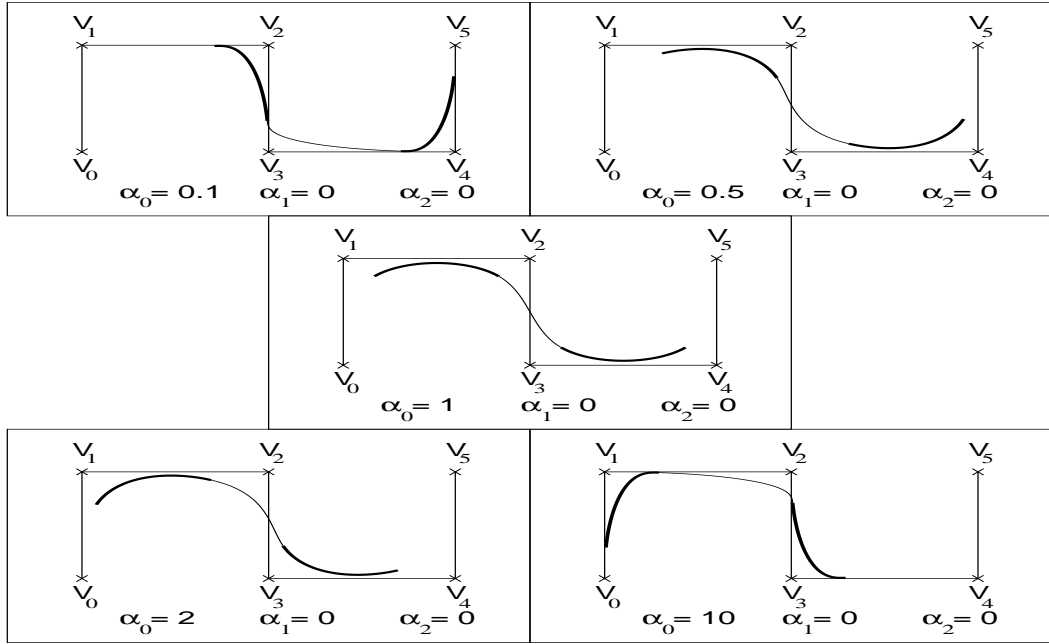 V₁ V₂ V₅
V₀ V₃ V₄
α₀= 0.1 α₁= 0 α₂= 0
V₁ V₂ V₅
V₀ V₃ V₄
α₀= 0.5 α₁= 0 α₂= 0
V₁ V₂ V₅
V₀ V₃ V₄
α₀= 1 α₁= 0 α₂= 0
V₁ V₂ V₅
V₀ V₃ V₄
α₀= 2 α₁= 0 α₂= 0
V₁ V₂ V₅
V₀ V₃ V₄
α₀= 10 α₁= 0 α₂= 0